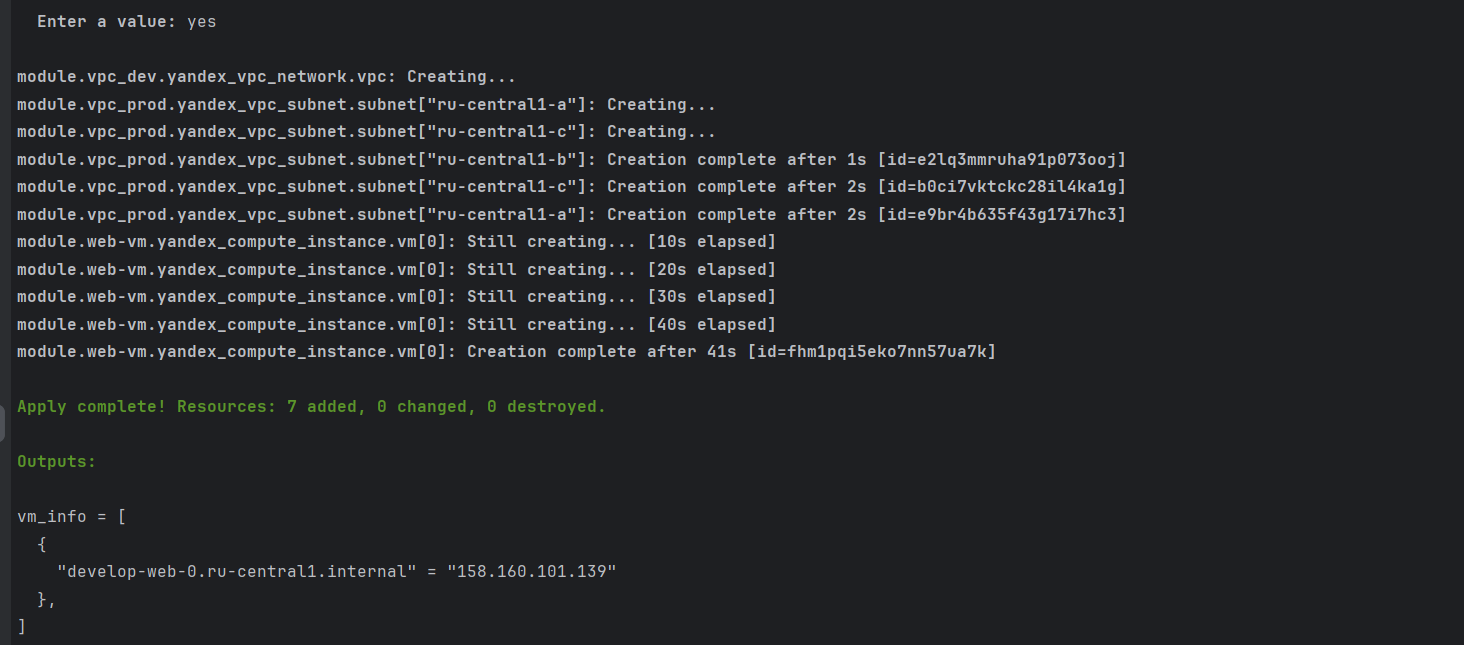 Enter a value: yes
module.vpc_dev.yandex_vpc_network.vpc: Creating...
module.vpc_prod.yandex_vpc_subnet.subnet["ru-central1-a"]: Creating...
module.vpc_prod.yandex_vpc_subnet.subnet["ru-central1-c"]: Creating...
module.vpc_prod.yandex_vpc_subnet.subnet["ru-central1-b"]: Creation complete after 1s [id=e2lq3mmruha91p073ooj]
module.vpc_prod.yandex_vpc_subnet.subnet["ru-central1-c"]: Creation complete after 2s [id=b0ci7vktckc28il4ka1g]
module.vpc_prod.yandex_vpc_subnet.subnet["ru-central1-a"]: Creation complete after 2s [id=e9br4b635f43g17i7hc3]
module.web-vm.yandex_compute_instance.vm[0]: Still creating... [10s elapsed]
module.web-vm.yandex_compute_instance.vm[0]: Still creating... [20s elapsed]
module.web-vm.yandex_compute_instance.vm[0]: Still creating... [30s elapsed]
module.web-vm.yandex_compute_instance.vm[0]: Still creating... [40s elapsed]
module.web-vm.yandex_compute_instance.vm[0]: Creation complete after 41s [id=fhm1pqi5eko7nn57ua7k]
Apply complete! Resources: 7 added, 0 changed, 0 destroyed.
Outputs:
vm_info = [
  {
    "develop-web-0.ru-central1.internal" = "158.160.101.139"
  },
]